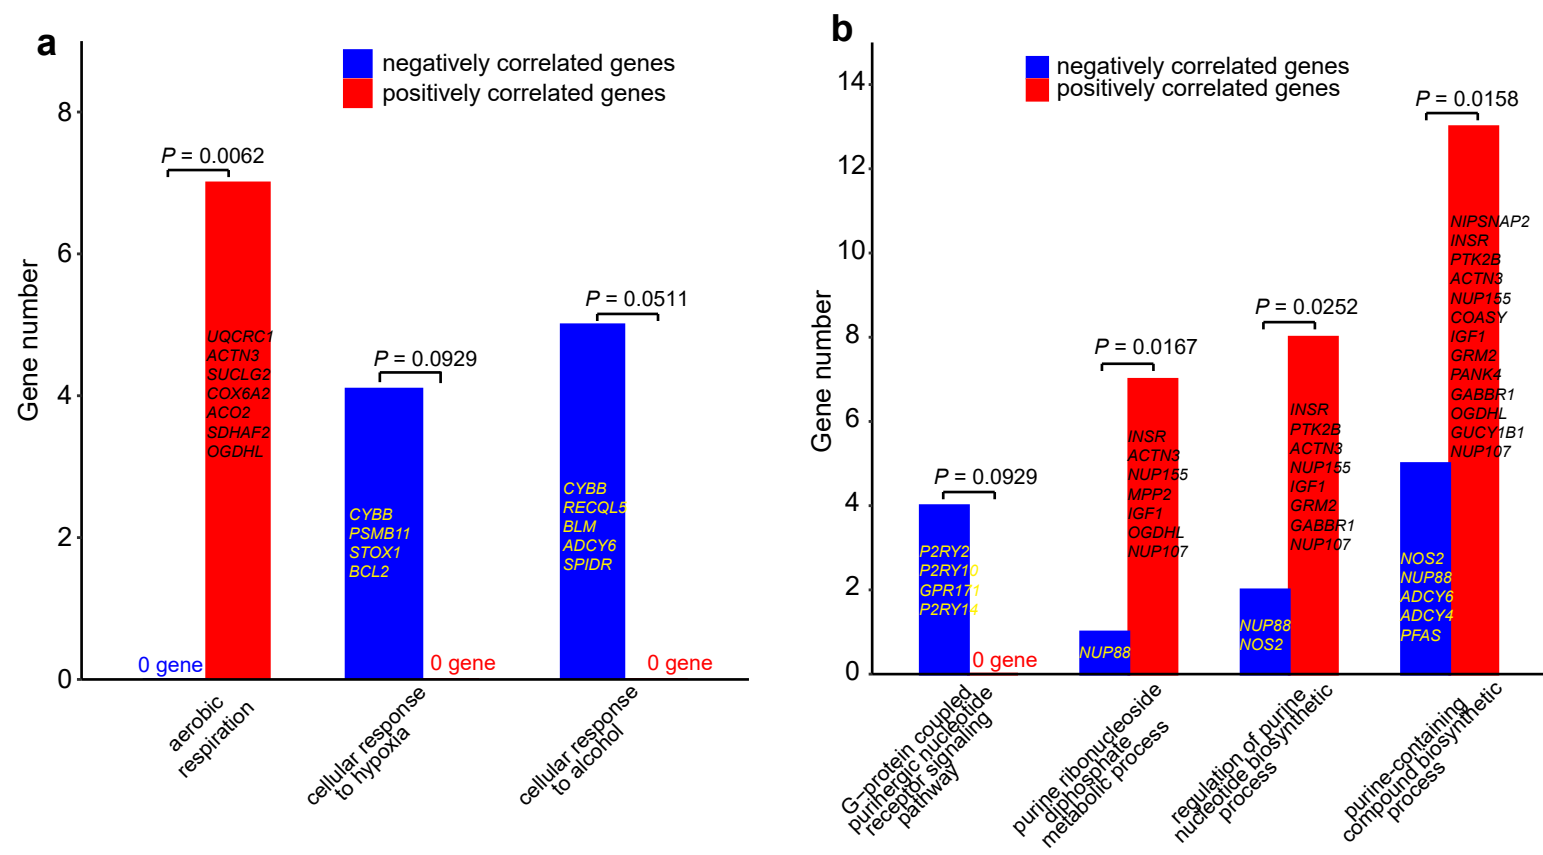 a
negatively correlated genes
positively correlated genes
Gene number
8
6
4
2
0
P = 0.0062
UQCRC1
ACTN3
SUCLG2
COX6A2
ACO2
SDHAF2
OGDHL
0 gene
P = 0.0929
CYBB
PSMB11
STOX1
BCL2
0 gene
P = 0.0511
CYBB
RECQL5
BLM
ADCY6
SPIDR
0 gene
aerobic
respiration
cellular response
to hypoxia
cellular response
to alcohol
b
negatively correlated genes
positively correlated genes
Gene number
14
12
10
8
6
4
2
0
P = 0.0929
P2RY2
P2RY10
GPR171
P2RY14
0 gene
P = 0.0167
NUP88
INSR
ACTN3
NUP155
MPP2
IGF1
OGDHL
NUP107
P = 0.0252
NUP88
NOS2
INSR
PTK2B
ACTN3
NUP155
IGF1
GRM2
GABBR1
NUP107
P = 0.0158
NOS2
NUP88
ADCY6
ADCY4
PFAS
NIPSNAP2
INSR
PTK2B
ACTN3
NUP155
COASY
IGF1
GRM2
PANK4
GABBR1
OGDHL
GUCY1B1
NUP107
G−protein coupled
purinergic nucleotide
receptor signaling
pathway
purine ribonucleoside
diphosphate
metabolic process
regulation of purine
nucleotide biosynthetic
process
purine-containing
compound biosynthetic
process